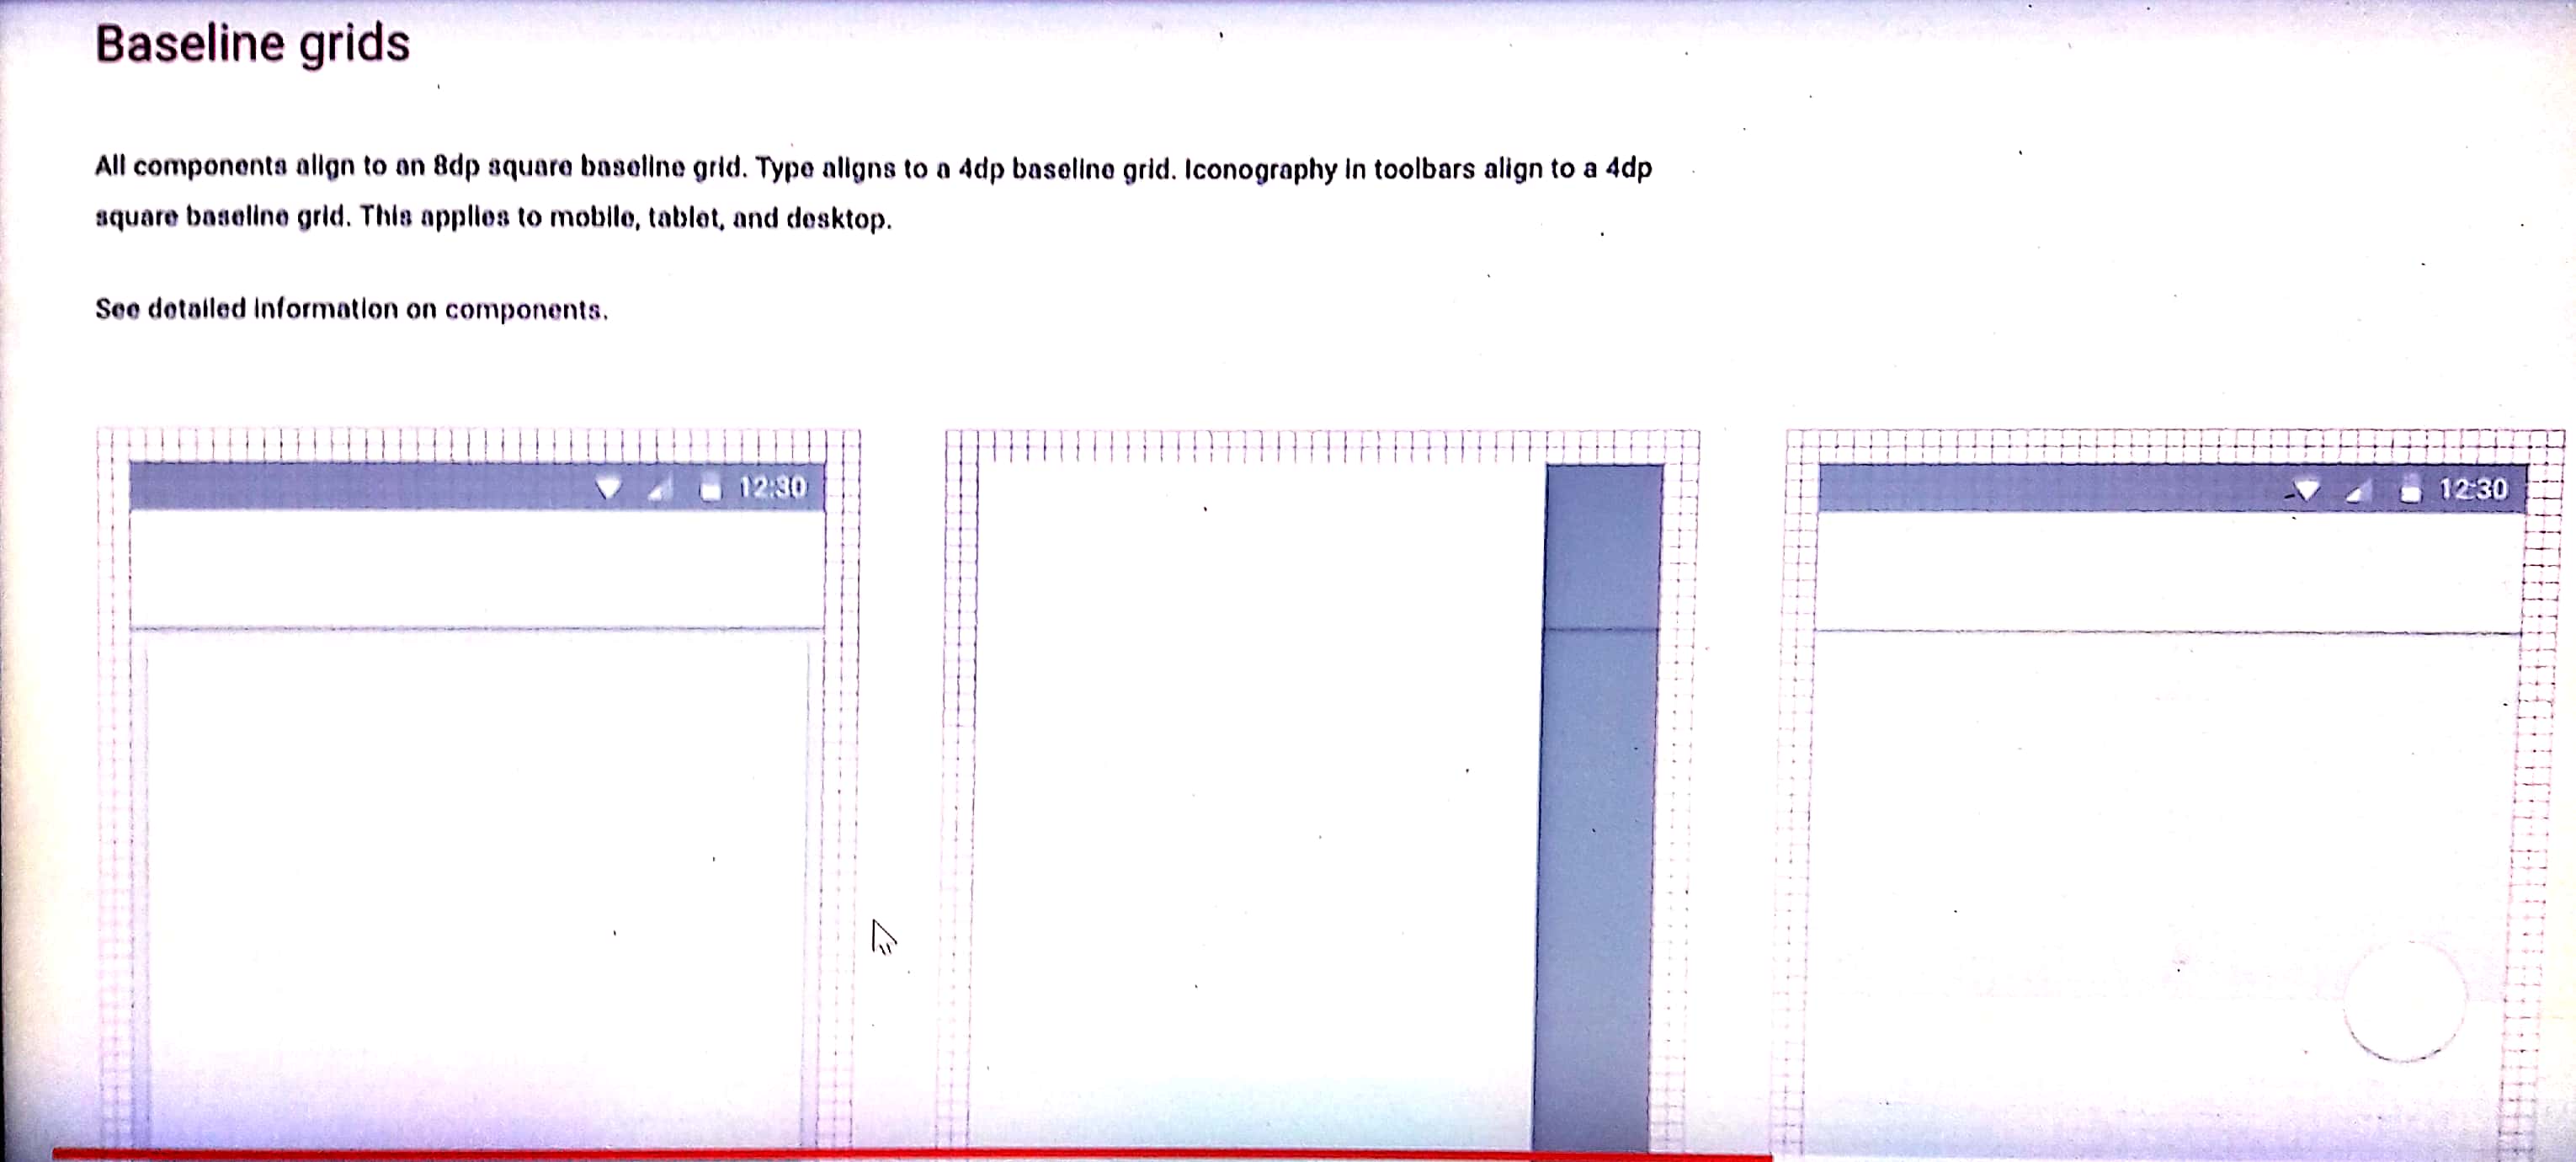 Baseline grids
All components align to an 8dp square baseline grid. Type aligns to a 4dp baseline grid. Iconography in toolbars align to a 4dp
square baseline grid. This applies to mobile, tablet, and desktop.
See detailed information on components.
12:30
12:30